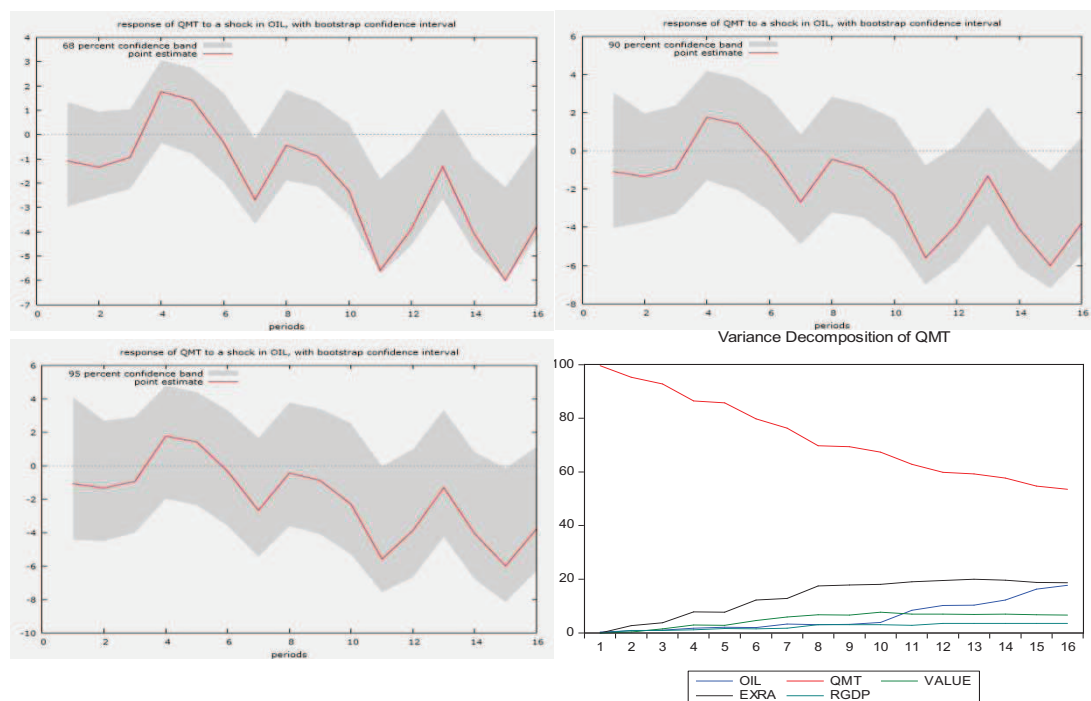 response of QMT to a shock in OIL, with bootstrap confidence interval
68 percent confidence band
point estimate
4
3
2
1
0
-1
-2
-3
-4
-5
-6
-7
0 2 4 6 8 10 12 14 16
periods
response of QMT to a shock in OIL, with bootstrap confidence interval
90 percent confidence band
point estimate
6
4
2
0
-2
-4
-6
-8
0 2 4 6 8 10 12 14 16
periods
response of QMT to a shock in OIL, with bootstrap confidence interval
95 percent confidence band
point estimate
6
4
2
0
-2
-4
-6
-8
-10
0 2 4 6 8 10 12 14 16
periods
Variance Decomposition of QMT
100
80
60
40
20
0
1 2 3 4 5 6 7 8 9 10 11 12 13 14 15 16
OIL QMT VALUE
EXRA RGDP